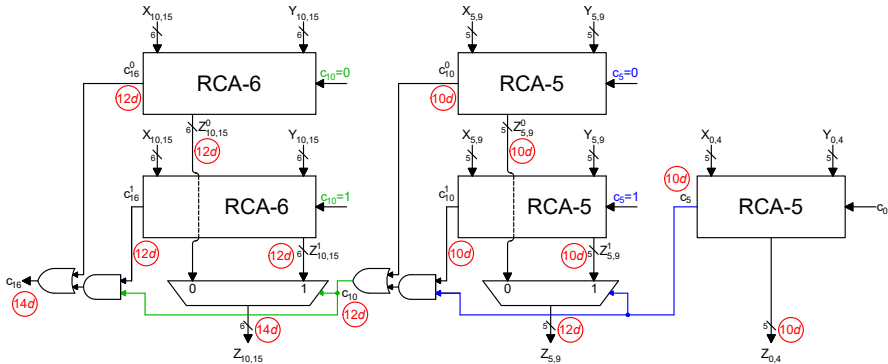 X10,15 Y10,15 X5,9 Y5,9
6 6 5 5
RCA-6 RCA-5
c⁰16 c10=0 c⁰10 c5=0
12d 10d
6 Z⁰10,15 5 Z⁰5,9
12d 10d
X10,15 Y10,15 X5,9 Y5,9 X0,4 Y0,4
6 6 5 5 5 5
10d
c¹16 c10=1 c¹10 c5=1 c5 c0
RCA-6 RCA-5 RCA-5
12d 12d 6 Z¹10,15 10d 10d 5 Z¹5,9
0 1 0 1
c16 c10
14d 12d
6 14d 5 12d 5 10d
Z10,15 Z5,9 Z0,4